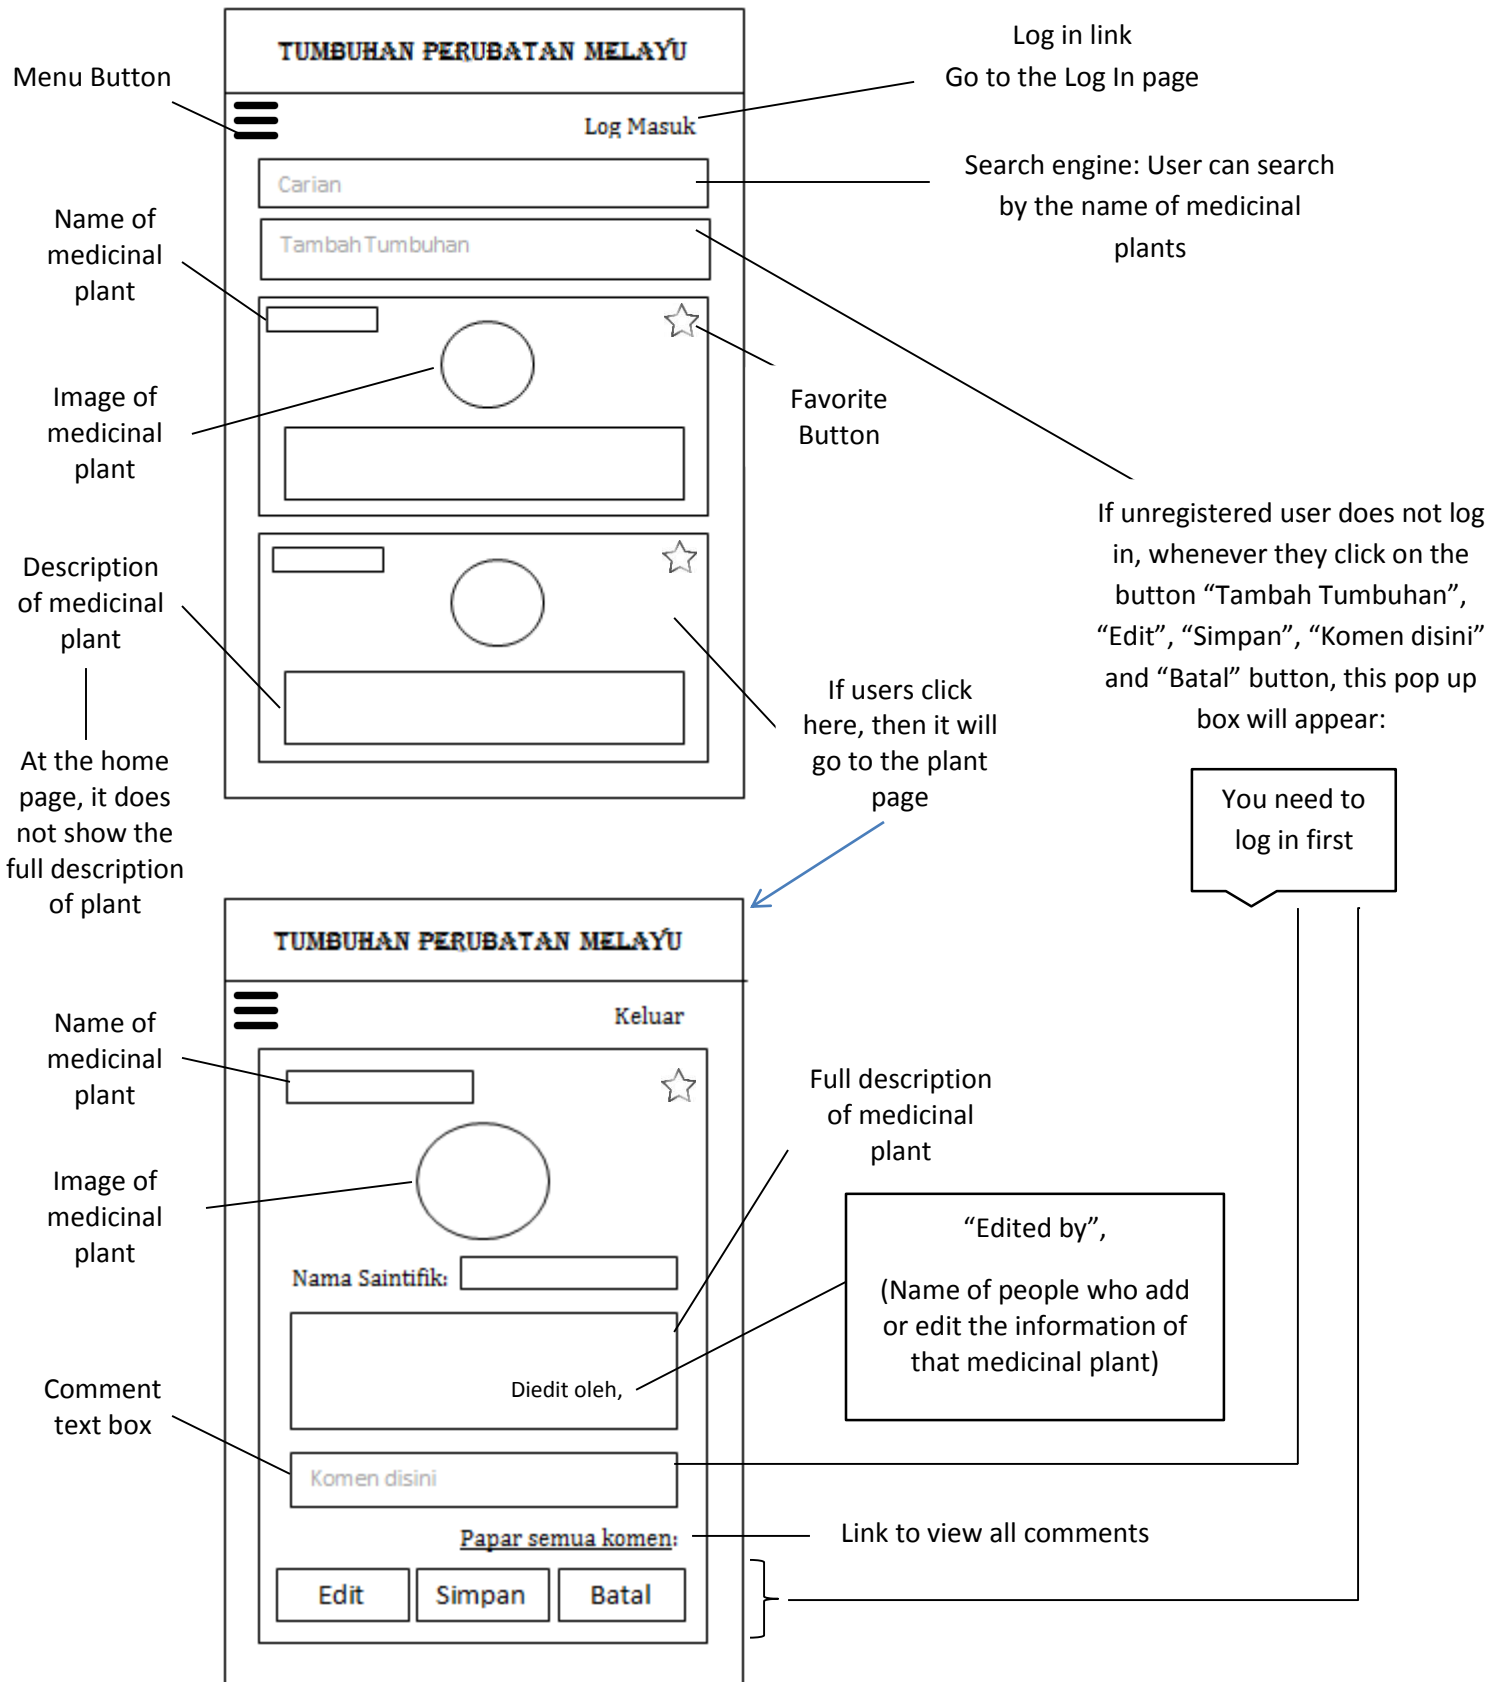 TUMBUHAN PERUBATAN MELAYU
Log in link
Go to the Log In page
Menu Button
Log Masuk
Carian
Search engine: User can search
by the name of medicinal
plants
Name of
medicinal
plant
Tambah Tumbuhan
Image of
medicinal
plant
Favorite
Button
If unregistered user does not log
in, whenever they click on the
button “Tambah Tumbuhan”,
“Edit”, “Simpan”, “Komen disini”
and “Batal” button, this pop up
box will appear:
Description
of medicinal
plant
If users click
here, then it will
go to the plant
page
At the home
page, it does
not show the
full description
of plant
You need to
log in first
TUMBUHAN PERUBATAN MELAYU
Keluar
Name of
medicinal
plant
Full description
of medicinal
plant
Image of
medicinal
plant
“Edited by”,
(Name of people who add
or edit the information of
that medicinal plant)
Nama Saintifik:
Diedit oleh,
Comment
text box
Komen disini
Papar semua komen:
Link to view all comments
Edit
Simpan
Batal